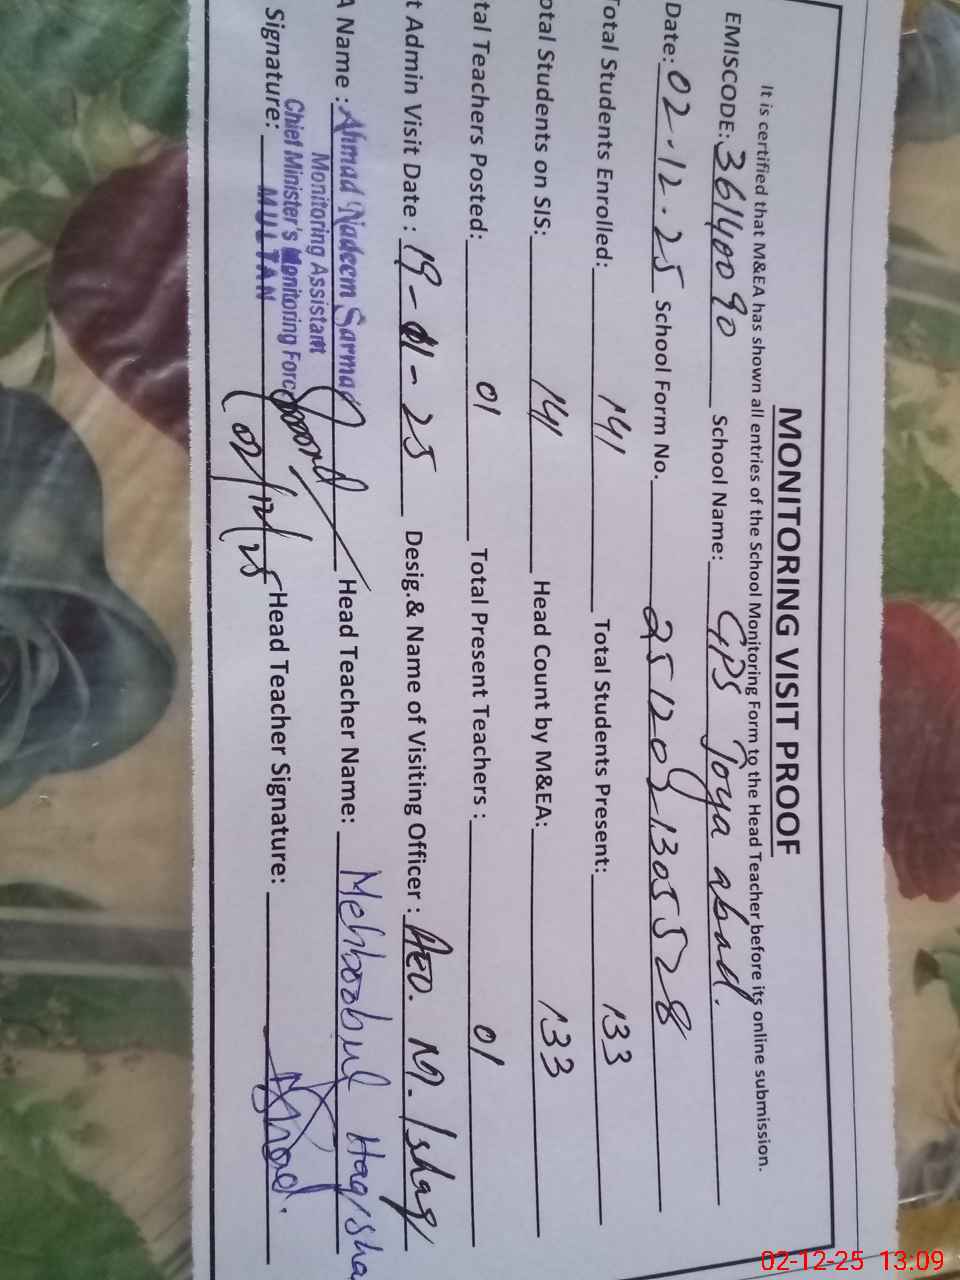 MONITORING VISIT PROOF
It is certified that M&EA has shown all entries of the School Monitoring Form to the Head Teacher before its online submission.
EMISCODE: 36140090 School Name: GPS Toya abad.
Date: 02-12-25 School Form No. 2512021305528
Total Students Enrolled: 141 Total Students Present: 133
otal Students on SIS: 141 Head Count by M&EA: 133
tal Teachers Posted: 01 Total Present Teachers : 01
t Admin Visit Date : 19-01-25 Desig.& Name of Visiting Officer : AEO. M. Ishaq
A Name : Ahmad Nadeem Sarmad Head Teacher Name: Mehboobul Haq
Monitoring Assistant
Chief Minister's Monitoring Force
MULTAN
Signature: Head Teacher Signature:
02/12/25
02-12-25 13:09